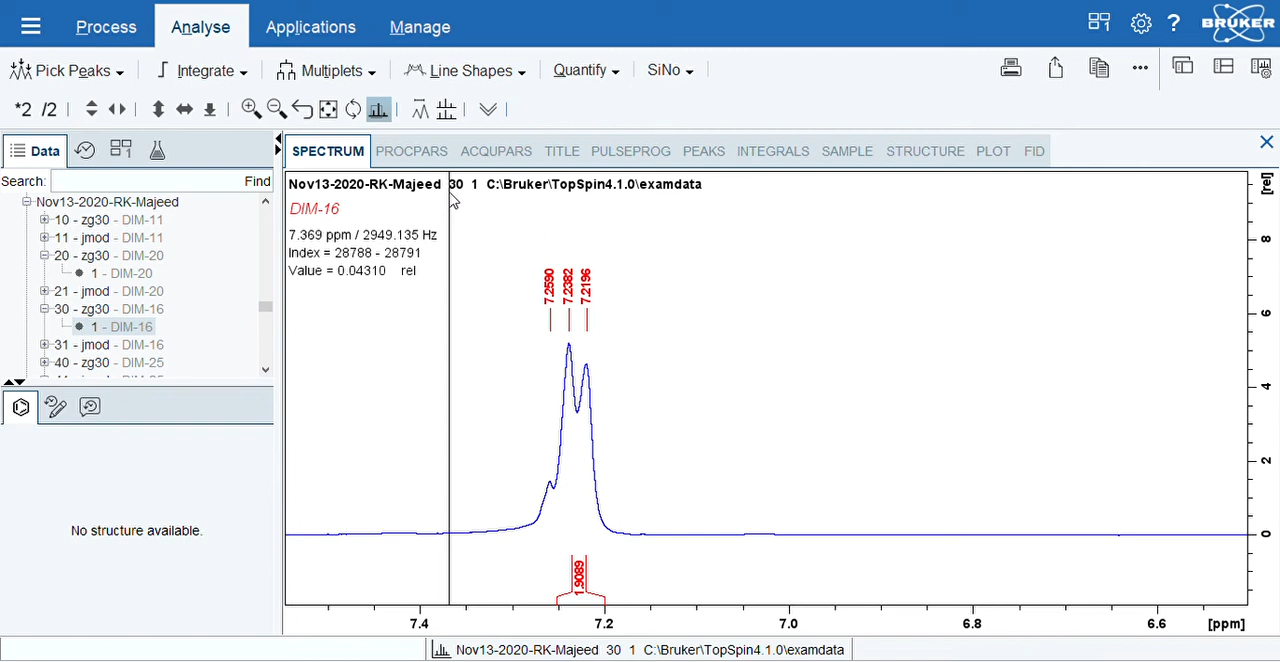 Process Analyse Applications Manage ? BRUKER
Pick Peaks Integrate Multiplets Line Shapes Quantify SiNo ...
*2 /2
Data
SPECTRUM PROCPARS ACQUPARS TITLE PULSEPROG PEAKS INTEGRALS SAMPLE STRUCTURE PLOT FID
Search: Find
Nov13-2020-RK-Majeed 30 1 C:\Bruker\TopSpin4.1.0\examdata
DIM-16
7.369 ppm / 2949.135 Hz
Index = 28788 - 28791
Value = 0.04310 rel
Nov13-2020-RK-Majeed
10 - zg30 - DIM-11
11 - jmod - DIM-11
20 - zg30 - DIM-20
1 - DIM-20
21 - jmod - DIM-20
30 - zg30 - DIM-16
1 - DIM-16
31 - jmod - DIM-16
40 - zg30 - DIM-25
No structure available.
7.2590
7.2382
7.2196
1.9089
[rel]
8
6
4
2
0
7.4 7.2 7.0 6.8 6.6 [ppm]
Nov13-2020-RK-Majeed 30 1 C:\Bruker\TopSpin4.1.0\examdata